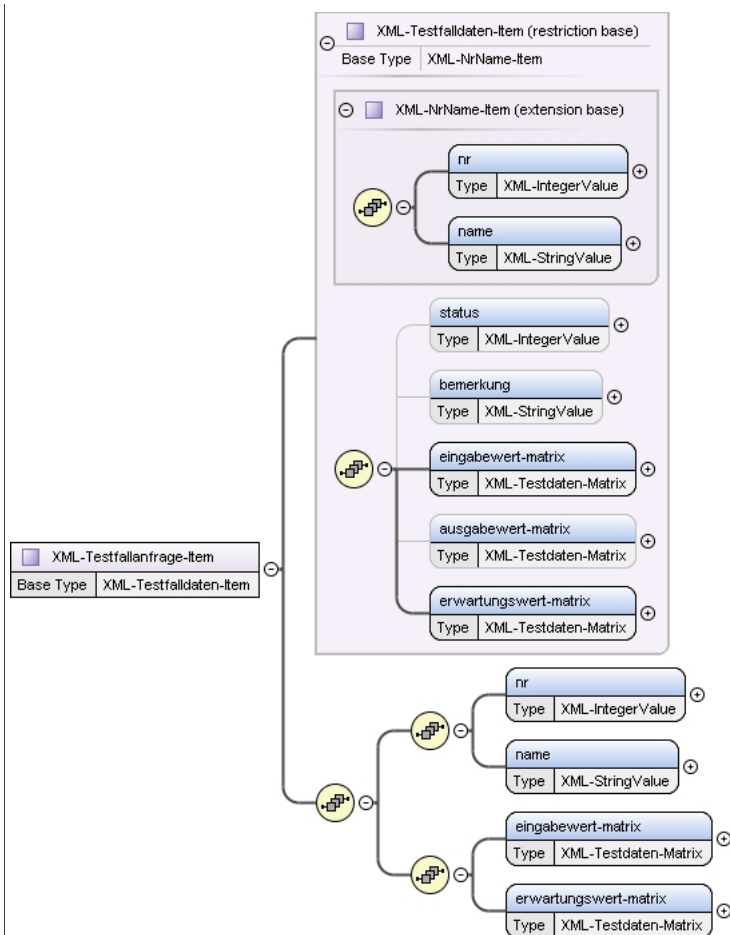 XML-Testfalldaten-Item (restriction base)
Base Type XML-NrName-Item
XML-NrName-Item (extension base)
nr
Type XML-IntegerValue
name
Type XML-StringValue
status
Type XML-IntegerValue
bemerkung
Type XML-StringValue
eingabewert-matrix
Type XML-Testdaten-Matrix
ausgabewert-matrix
Type XML-Testdaten-Matrix
erwartungswert-matrix
Type XML-Testdaten-Matrix
XML-Testfallanfrage-Item
Base Type XML-Testfalldaten-Item
nr
Type XML-IntegerValue
name
Type XML-StringValue
eingabewert-matrix
Type XML-Testdaten-Matrix
erwartungswert-matrix
Type XML-Testdaten-Matrix